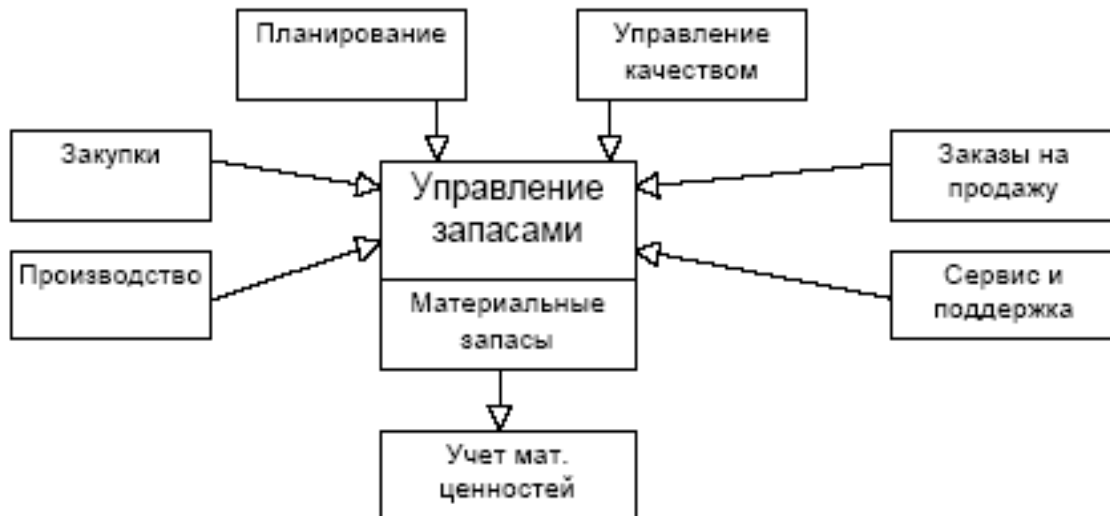 Планирование
Управление
качеством
Закупки
Управление
запасами
Заказы на
продажу
Производство
Материальные
запасы
Сервис и
поддержка
Учет мат.
ценностей